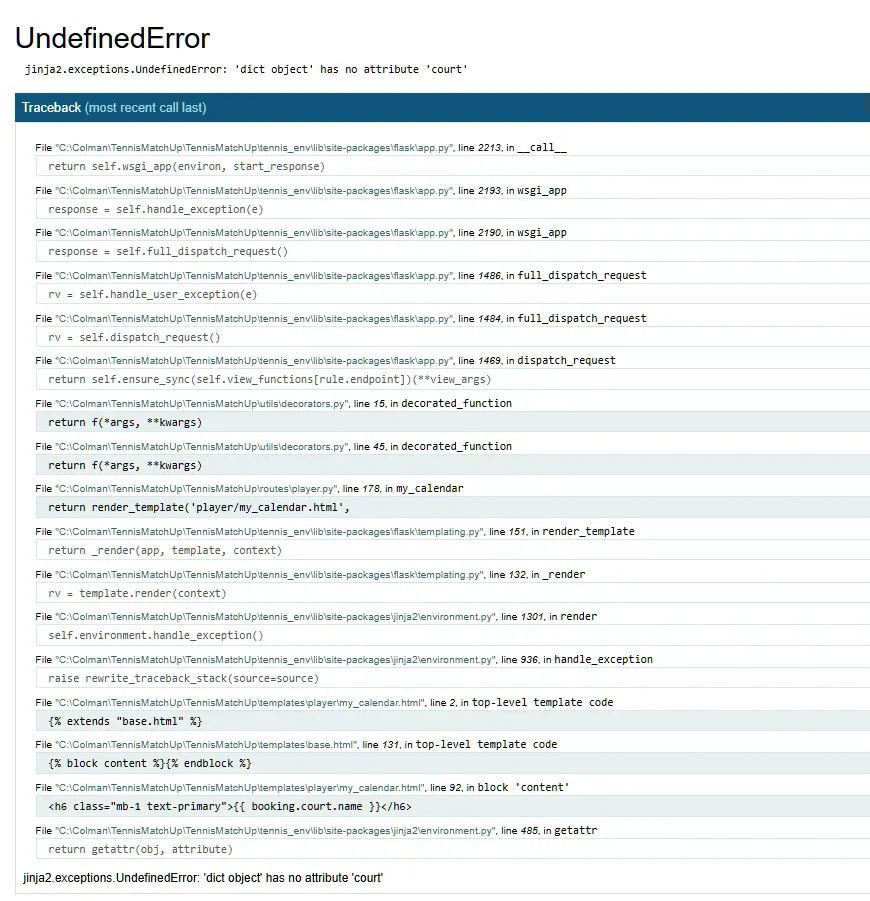 UndefinedError
jinja2.exceptions.UndefinedError: 'dict object' has no attribute 'court'
Traceback (most recent call last)
File "C:\Colman\TennisMatchUp\TennisMatchUp\tennis_env\lib\site-packages\flask\app.py", line 2213, in __call__
return self.wsgi_app(environ, start_response)
File "C:\Colman\TennisMatchUp\TennisMatchUp\tennis_env\lib\site-packages\flask\app.py", line 2193, in wsgi_app
response = self.handle_exception(e)
File "C:\Colman\TennisMatchUp\TennisMatchUp\tennis_env\lib\site-packages\flask\app.py", line 2190, in wsgi_app
response = self.full_dispatch_request()
File "C:\Colman\TennisMatchUp\TennisMatchUp\tennis_env\lib\site-packages\flask\app.py", line 1486, in full_dispatch_request
rv = self.handle_user_exception(e)
File "C:\Colman\TennisMatchUp\TennisMatchUp\tennis_env\lib\site-packages\flask\app.py", line 1484, in full_dispatch_request
rv = self.dispatch_request()
File "C:\Colman\TennisMatchUp\TennisMatchUp\tennis_env\lib\site-packages\flask\app.py", line 1469, in dispatch_request
return self.ensure_sync(self.view_functions[rule.endpoint])(**view_args)
File "C:\Colman\TennisMatchUp\TennisMatchUp\utils\decorators.py", line 15, in decorated_function
return f(*args, **kwargs)
File "C:\Colman\TennisMatchUp\TennisMatchUp\utils\decorators.py", line 45, in decorated_function
return f(*args, **kwargs)
File "C:\Colman\TennisMatchUp\TennisMatchUp\routes\player.py", line 178, in my_calendar
return render_template('player/my_calendar.html',
File "C:\Colman\TennisMatchUp\TennisMatchUp\tennis_env\lib\site-packages\flask\templating.py", line 151, in render_template
return _render(app, template, context)
File "C:\Colman\TennisMatchUp\TennisMatchUp\tennis_env\lib\site-packages\flask\templating.py", line 132, in _render
rv = template.render(context)
File "C:\Colman\TennisMatchUp\TennisMatchUp\tennis_env\lib\site-packages\jinja2\environment.py", line 1301, in render
self.environment.handle_exception()
File "C:\Colman\TennisMatchUp\TennisMatchUp\tennis_env\lib\site-packages\jinja2\environment.py", line 936, in handle_exception
raise rewrite_traceback_stack(source=source)
File "C:\Colman\TennisMatchUp\TennisMatchUp\templates\player\my_calendar.html", line 2, in top-level template code
{% extends "base.html" %}
File "C:\Colman\TennisMatchUp\TennisMatchUp\templates\base.html", line 131, in top-level template code
{% block content %}{% endblock %}
File "C:\Colman\TennisMatchUp\TennisMatchUp\templates\player\my_calendar.html", line 92, in block 'content'
<h6 class="mb-1 text-primary">{{ booking.court.name }}</h6>
File "C:\Colman\TennisMatchUp\TennisMatchUp\tennis_env\lib\site-packages\jinja2\environment.py", line 485, in getattr
return getattr(obj, attribute)
jinja2.exceptions.UndefinedError: 'dict object' has no attribute 'court'